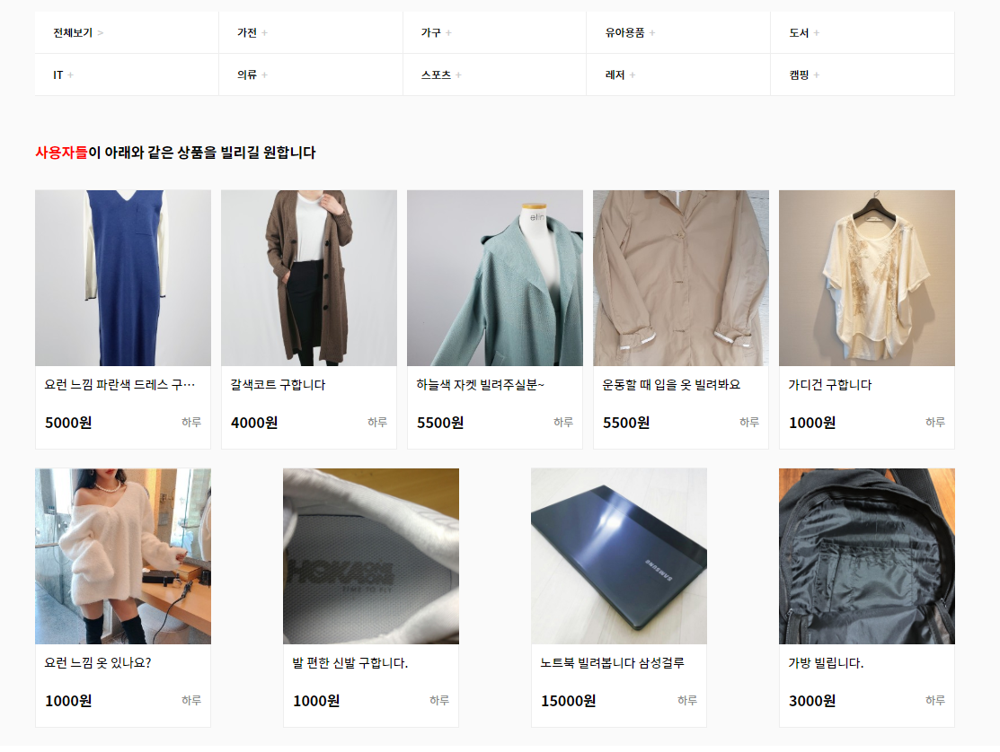 전체보기 >
가전 +
가구 +
유아용품 +
도서 +
IT +
의류 +
스포츠 +
레저 +
캠핑 +
사용자들이 아래와 같은 상품을 빌리길 원합니다
elin
요런 느낌 파란색 드레스 구…
갈색코트 구합니다
하늘색 자켓 빌려주실분~
운동할 때 입을 옷 빌려봐요
가디건 구합니다
5000원 하루
4000원 하루
5500원 하루
5500원 하루
1000원 하루
HOKA ONE ONE
TIME TO FLY
SAMSUNG
요런 느낌 옷 있나요?
발 편한 신발 구합니다.
노트북 빌려봅니다 삼성걸루
가방 빌립니다.
1000원 하루
1000원 하루
15000원 하루
3000원 하루